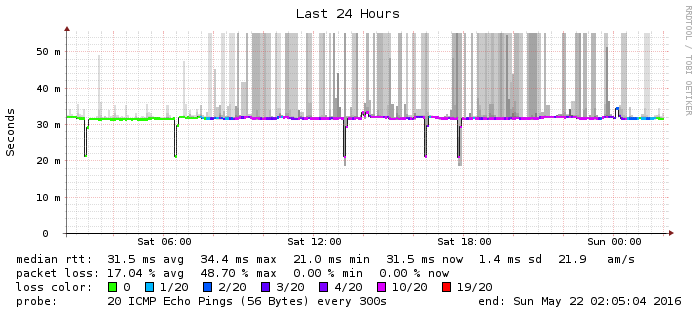 Last 24 Hours
RRDTOOL / TOBI OETIKER
Seconds
50 m
40 m
30 m
20 m
10 m
0
Sat 06:00 Sat 12:00 Sat 18:00 Sun 00:00
median rtt: 31.5 ms avg 34.4 ms max 21.0 ms min 31.5 ms now 1.4 ms sd 21.9 am/s
packet loss: 17.04 % avg 48.70 % max 0.00 % min 0.00 % now
loss color: 0 1/20 2/20 3/20 4/20 10/20 19/20
probe: 20 ICMP Echo Pings (56 Bytes) every 300s end: Sun May 22 02:05:04 2016